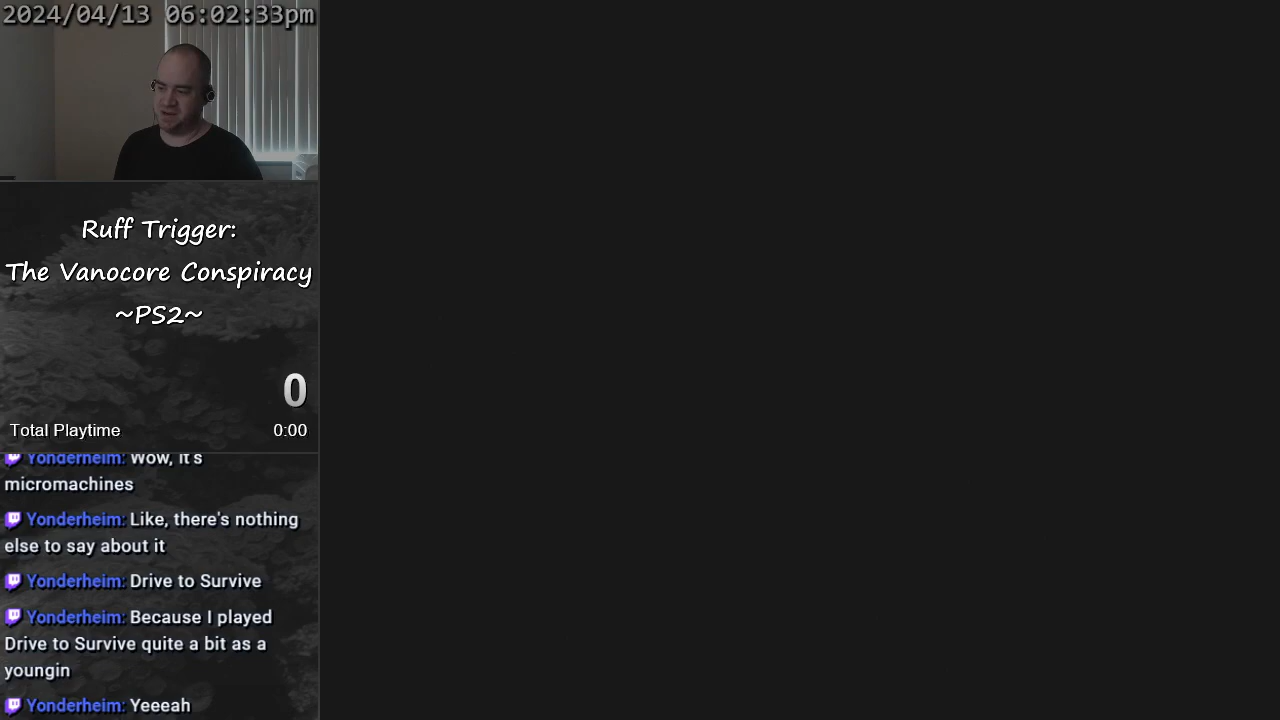 2024/04/13 06:02:33pm
Ruff Trigger:
The Vanocore Conspiracy
~PS2~
0
Total Playtime 0:00
Yonderheim: Wow, it's
micromachines
Yonderheim: Like, there's nothing
else to say about it
Yonderheim: Drive to Survive
Yonderheim: Because I played
Drive to Survive quite a bit as a
youngin
Yonderheim: Yeeeah